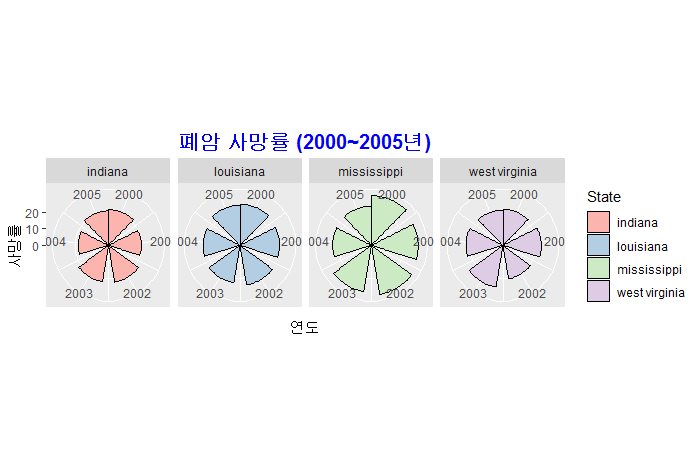 폐암 사망률 (2000~2005년)
indiana
louisiana
mississippi
west virginia
사망률
20
10
0
2005 2000
004 200
2003 2002
2005 2000
004 200
2003 2002
2005 2000
004 200
2003 2002
2005 2000
004 200
2003 2002
연도
State
indiana
louisiana
mississippi
west virginia